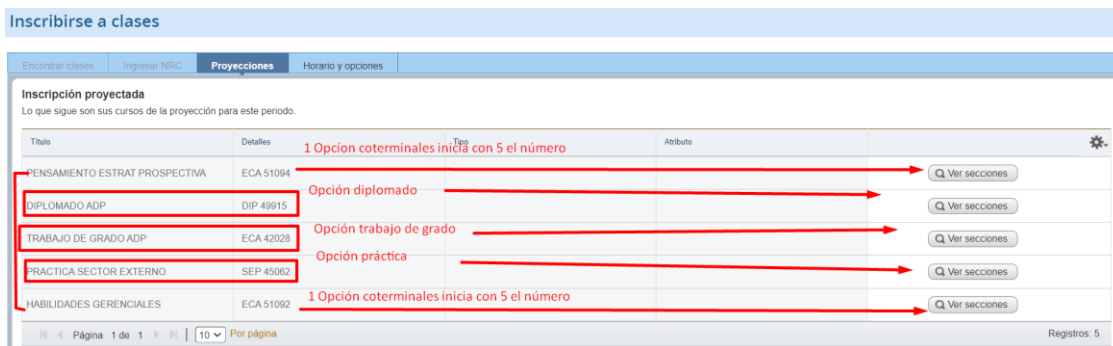 Inscribirse a clases
Encontrar clases Ingresar NRC Proyecciones Horario y opciones
Inscripción proyectada
Lo que sigue son sus cursos de la proyección para este periodo.
Título Detalles Tipo Atributo
1 Opcíon coterminales inicia con 5 el número
PENSAMIENTO ESTRAT PROSPECTIVA ECA 51094 Ver secciones
Opción diplomado
DIPLOMADO ADP DIP 49915 Ver secciones
Opción trabajo de grado
TRABAJO DE GRADO ADP ECA 42028 Ver secciones
Opción práctica
PRACTICA SECTOR EXTERNO SEP 45062 Ver secciones
1 Opción coterminales inicia con 5 el número
HABILIDADES GERENCIALES ECA 51092 Ver secciones
Página 1 de 1 10 Por página Registros: 5